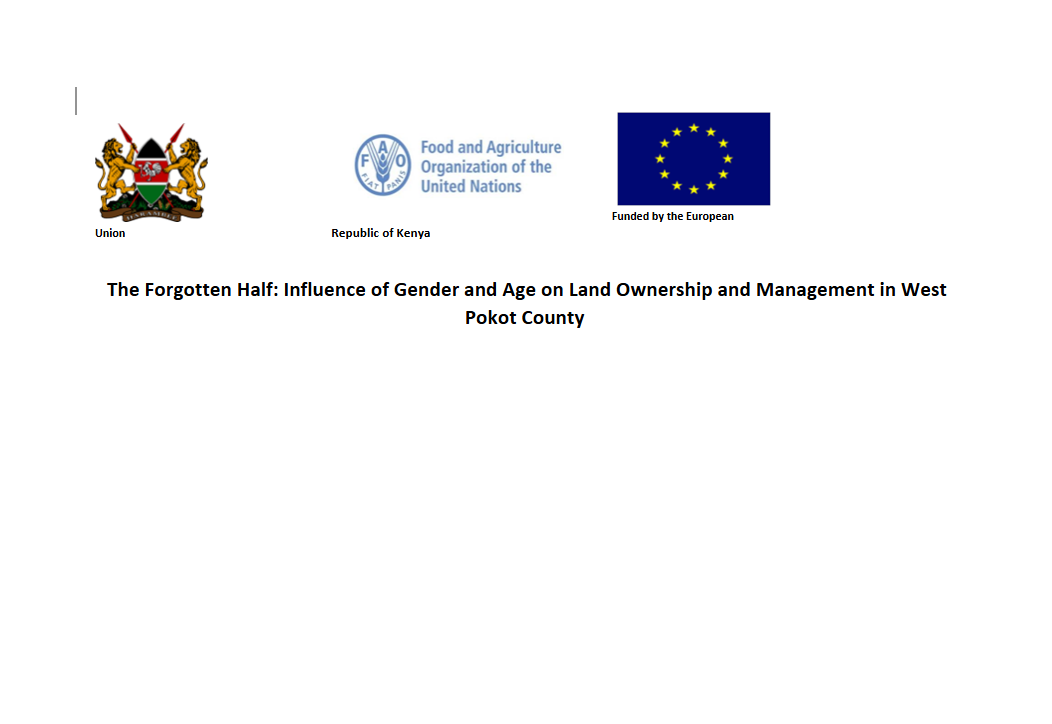 HARAMBEE
FAO
FIAT PANIS
Food and Agriculture
Organization of the
United Nations
Funded by the European
Union Republic of Kenya
The Forgotten Half: Influence of Gender and Age on Land Ownership and Management in West
Pokot County